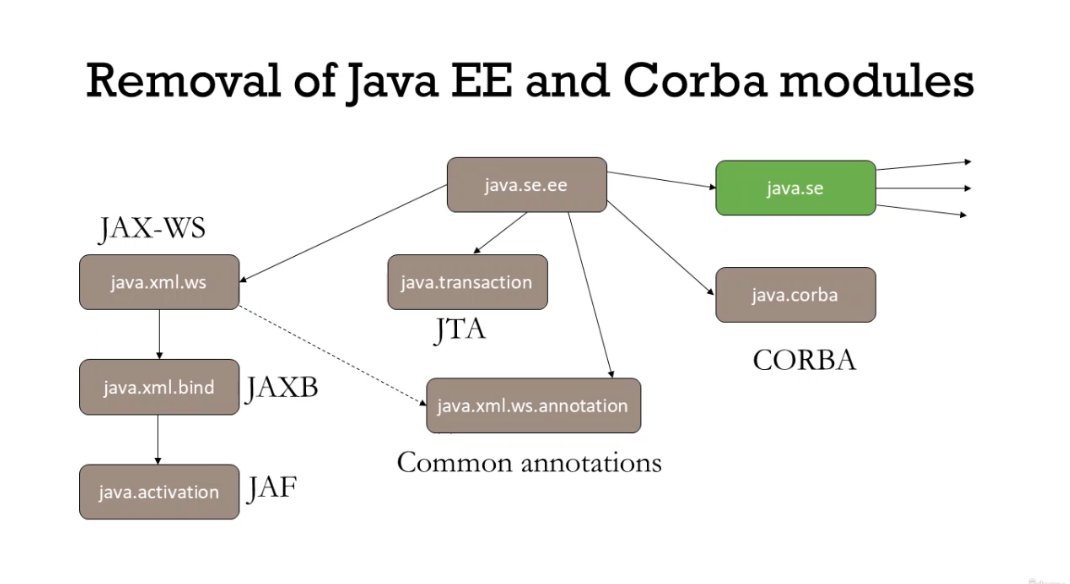 Removal of Java EE and Corba modules
java.se.ee
java.se
JAX-WS
java.xml.ws
java.transaction
java.corba
JTA
CORBA
java.xml.bind
JAXB
java.xml.ws.annotation
Common annotations
java.activation
JAF